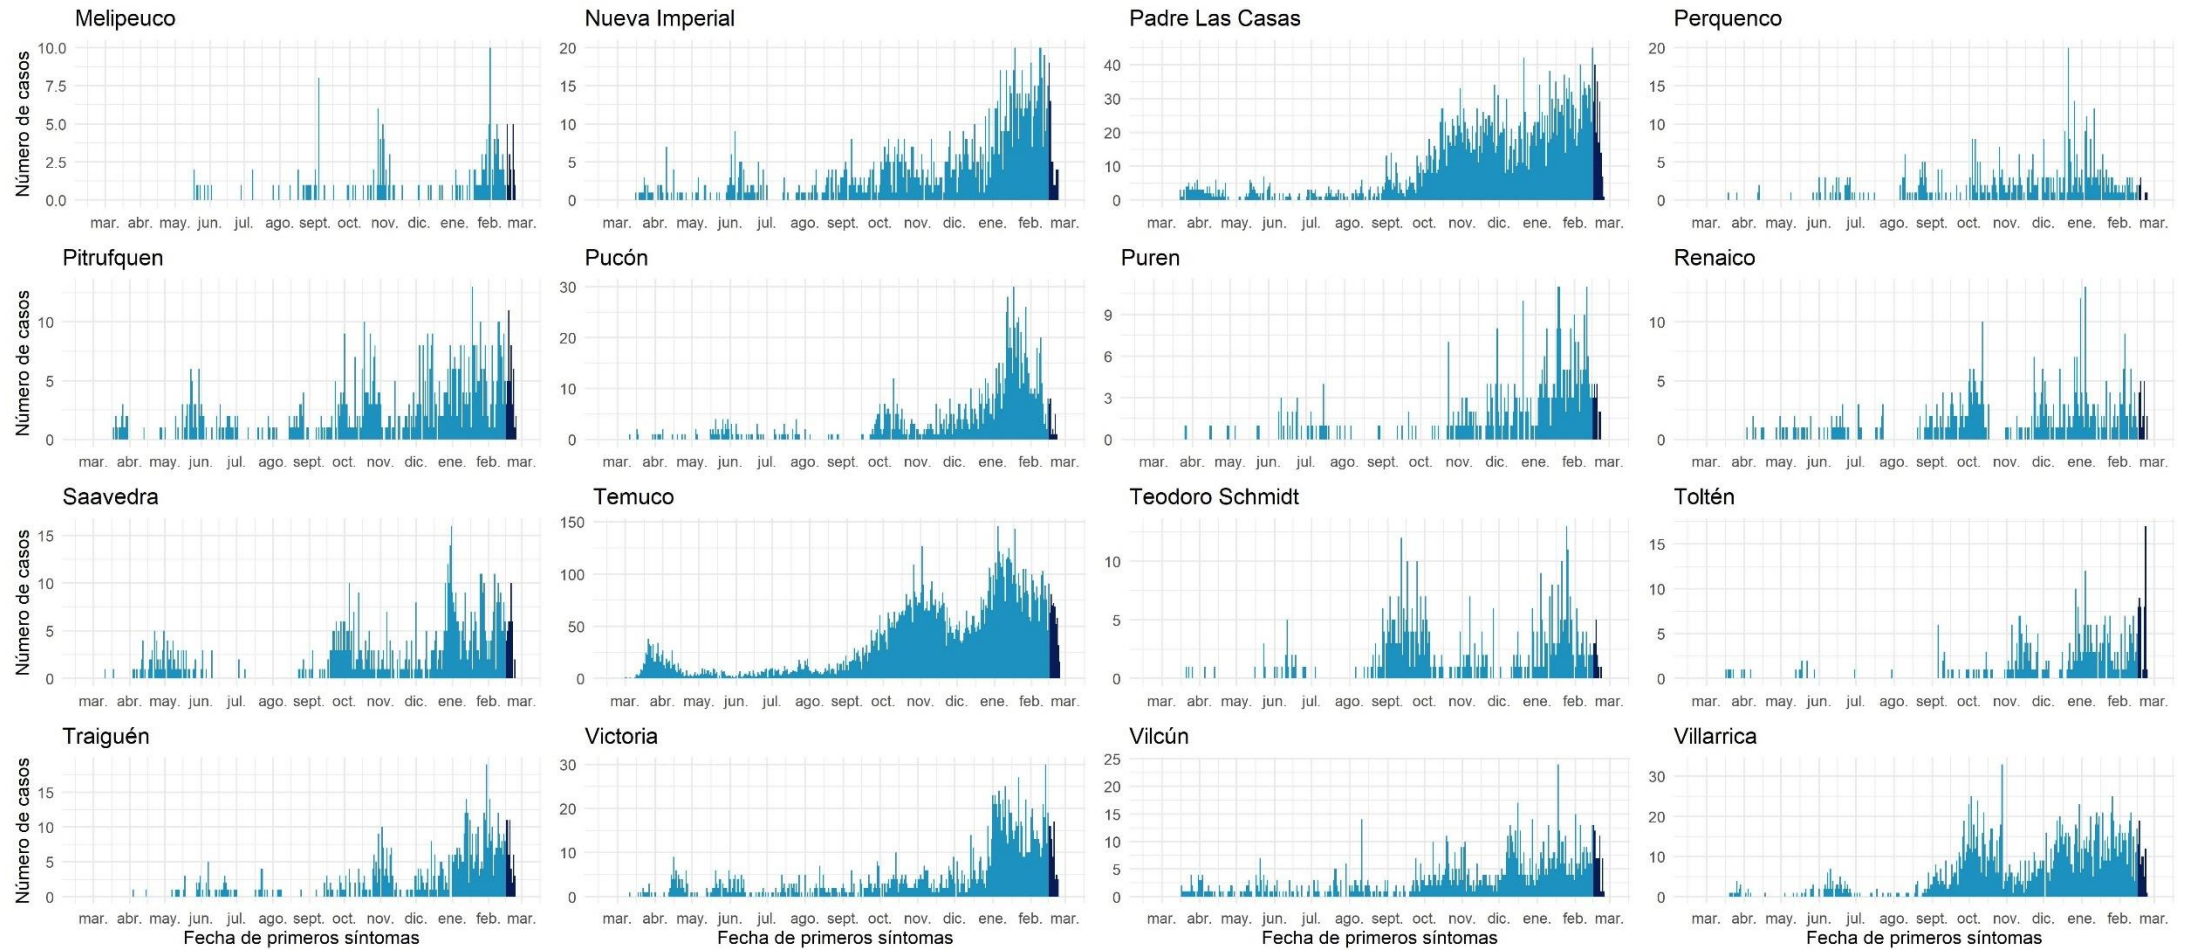 Melipeuco
Nueva Imperial
Padre Las Casas
Perquenco
Número de casos
10.0
7.5
5.0
2.5
0.0
mar. abr. may. jun. jul. ago. sept. oct. nov. dic. ene. feb. mar.
20
15
10
5
0
mar. abr. may. jun. jul. ago. sept. oct. nov. dic. ene. feb. mar.
40
30
20
10
0
mar. abr. may. jun. jul. ago. sept. oct. nov. dic. ene. feb. mar.
20
15
10
5
0
mar. abr. may. jun. jul. ago. sept. oct. nov. dic. ene. feb. mar.
Pitrufquen
Pucón
Puren
Renaico
Número de casos
10
5
0
mar. abr. may. jun. jul. ago. sept. oct. nov. dic. ene. feb. mar.
30
20
10
0
mar. abr. may. jun. jul. ago. sept. oct. nov. dic. ene. feb. mar.
9
6
3
0
mar. abr. may. jun. jul. ago. sept. oct. nov. dic. ene. feb. mar.
10
5
0
mar. abr. may. jun. jul. ago. sept. oct. nov. dic. ene. feb. mar.
Saavedra
Temuco
Teodoro Schmidt
Toltén
Número de casos
15
10
5
0
mar. abr. may. jun. jul. ago. sept. oct. nov. dic. ene. feb. mar.
150
100
50
0
mar. abr. may. jun. jul. ago. sept. oct. nov. dic. ene. feb. mar.
10
5
0
mar. abr. may. jun. jul. ago. sept. oct. nov. dic. ene. feb. mar.
15
10
5
0
mar. abr. may. jun. jul. ago. sept. oct. nov. dic. ene. feb. mar.
Traiguén
Victoria
Vilcún
Villarrica
Número de casos
15
10
5
0
mar. abr. may. jun. jul. ago. sept. oct. nov. dic. ene. feb. mar.
Fecha de primeros síntomas
30
20
10
0
mar. abr. may. jun. jul. ago. sept. oct. nov. dic. ene. feb. mar.
Fecha de primeros síntomas
25
20
15
10
5
0
mar. abr. may. jun. jul. ago. sept. oct. nov. dic. ene. feb. mar.
Fecha de primeros síntomas
30
20
10
0
mar. abr. may. jun. jul. ago. sept. oct. nov. dic. ene. feb. mar.
Fecha de primeros síntomas